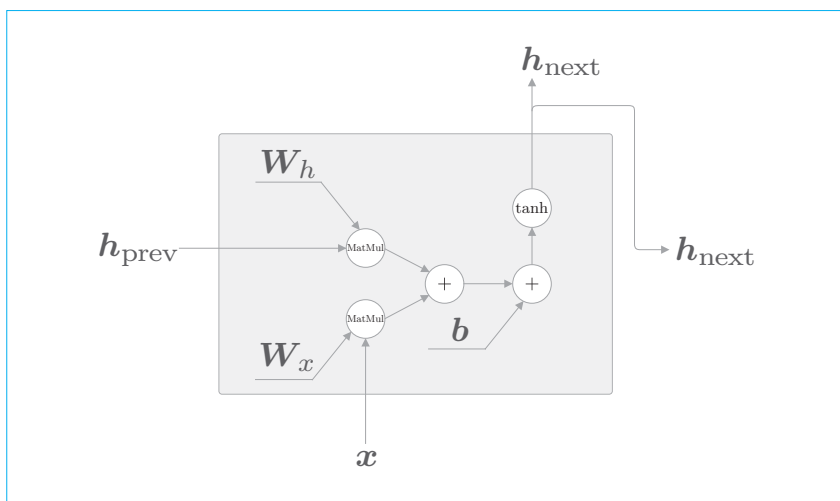 h_next
W_h
tanh
h_prev
MatMul
h_next
+
+
MatMul
b
W_x
x